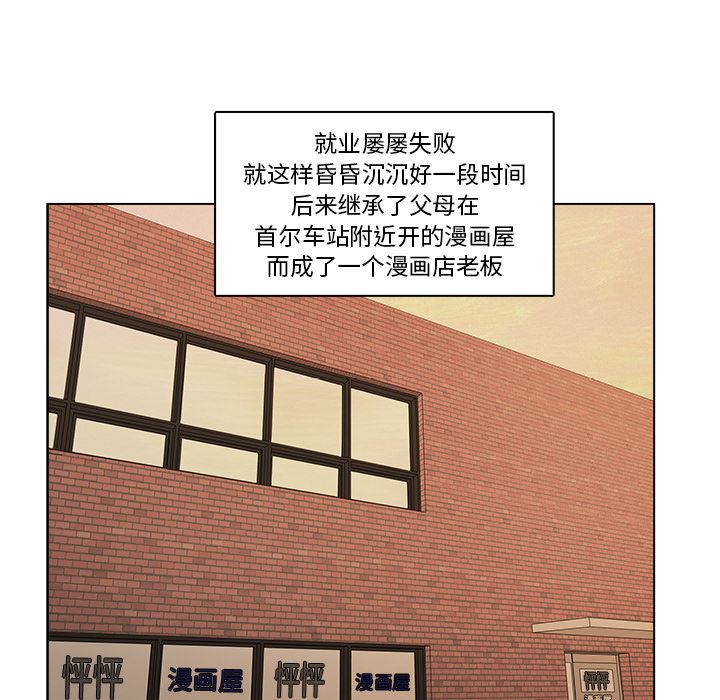 就业屡屡失败
就这样昏昏沉沉好一段时间
后来继承了父母在
首尔车站附近开的漫画屋
而成了一个漫画店老板
怦怦
漫画屋
怦怦
漫画屋
怦怦